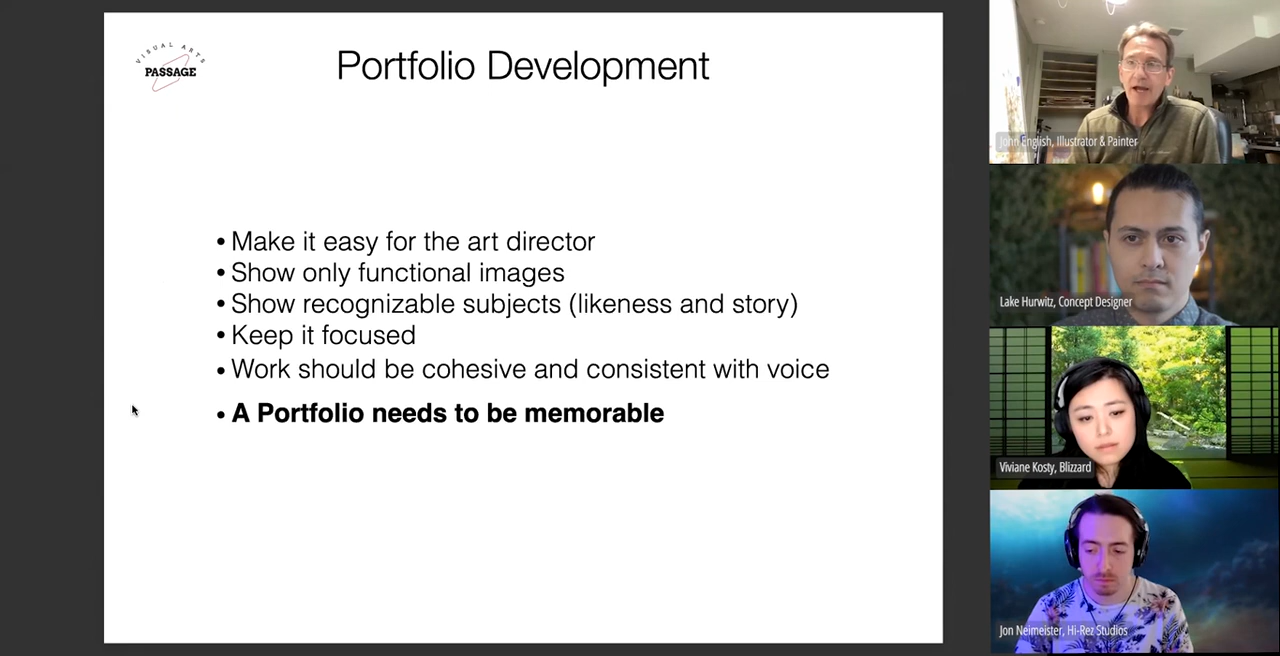 VISUAL ARTS
PASSAGE
Portfolio Development
• Make it easy for the art director
• Show only functional images
• Show recognizable subjects (likeness and story)
• Keep it focused
• Work should be cohesive and consistent with voice
• A Portfolio needs to be memorable
John English, Illustrator & Painter
Lake Hurwitz, Concept Designer
Viviane Kosty, Blizzard
Jon Neimeister, Hi-Rez Studios